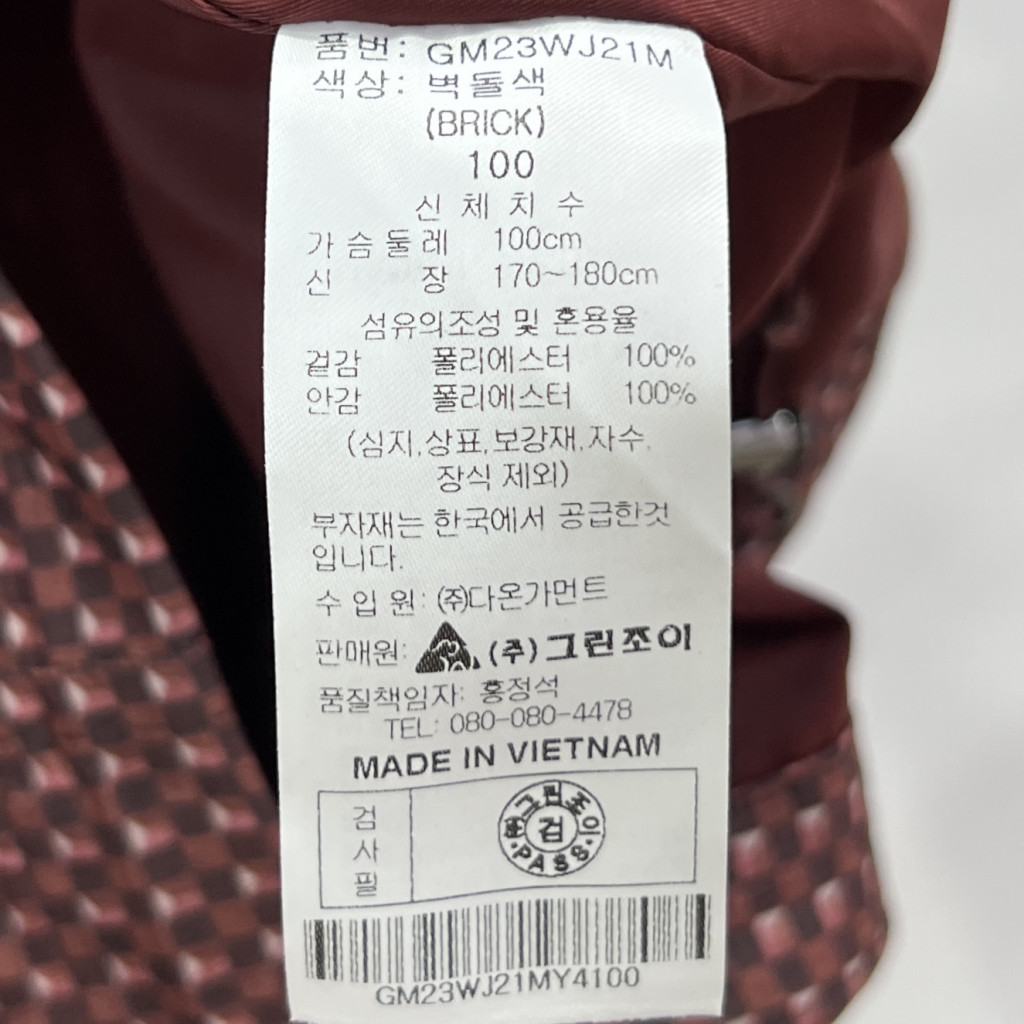 품번: GM23WJ21M
색상: 벽돌색
(BRICK)
100
신 체 치 수
가슴둘레 100cm
신 장 170~180cm
섬유의조성 및 혼용율
겉감 폴리에스터 100%
안감 폴리에스터 100%
(심지,상표,보강재,자수,
장식 제외)
부자재는 한국에서 공급한것
입니다.
수 입 원: (주)다온가먼트
판매원: (주)그린조이
품질책임자: 홍정석
TEL: 080-080-4478
MADE IN VIETNAM
검
사
필
(주)그린조이
검
PASS
GM23WJ21MY4100